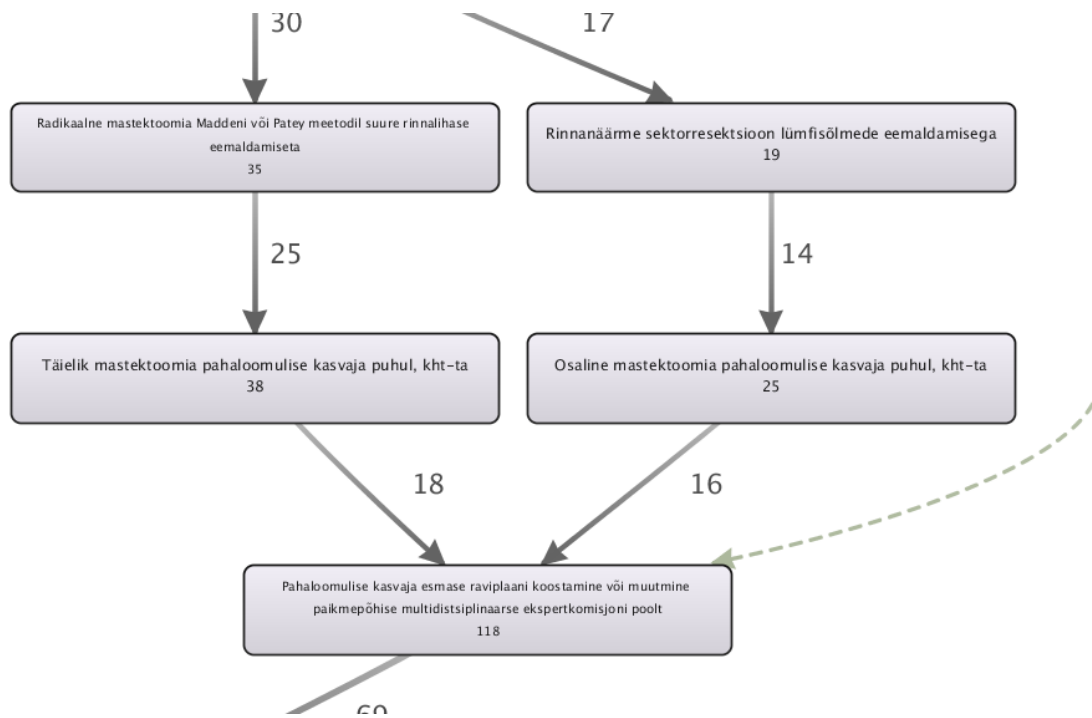 30
17
Radikaalne mastektoomia Maddeni või Patey meetodil suure rinnalihase
eemaldamiseta
35
Rinnanäärme sektorresektsioon lümfisõlmede eemaldamisega
19
25
14
Täielik mastektoomia pahaloomulise kasvaja puhul, kht-ta
38
Osaline mastektoomia pahaloomulise kasvaja puhul, kht-ta
25
18
16
Pahaloomulise kasvaja esmase raviplaani koostamine või muutmine
paikmepõhise multidistsiplinaarse ekspertkomisjoni poolt
118